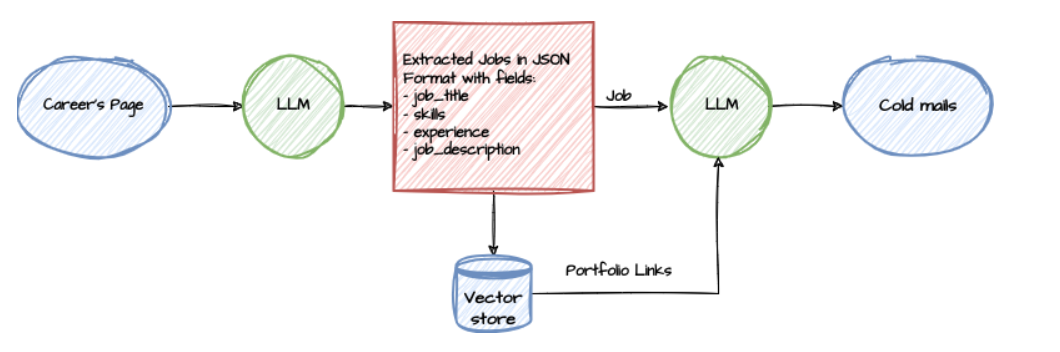 Career's Page
LLM
Extracted Jobs in JSON
Format with fields:
- job_title
- skills
- experience
- job_description
Job
LLM
Cold mails
Portfolio Links
Vector
store